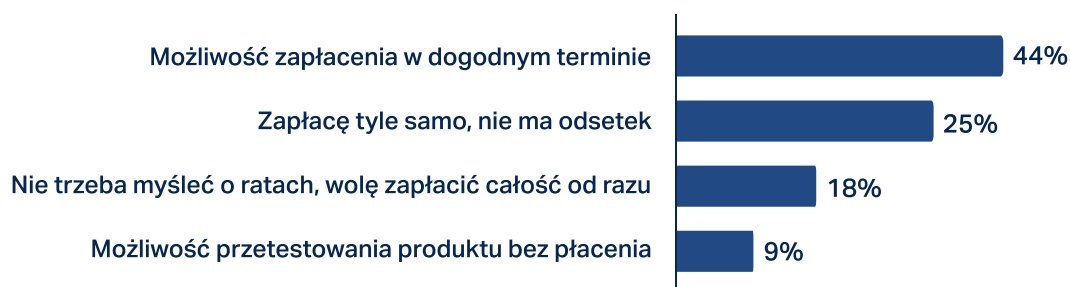 Możliwość zapłacenia w dogodnym terminie 44%
Zapłacę tyle samo, nie ma odsetek 25%
Nie trzeba myśleć o ratach, wolę zapłacić całość od razu 18%
Możliwość przetestowania produktu bez płacenia 9%